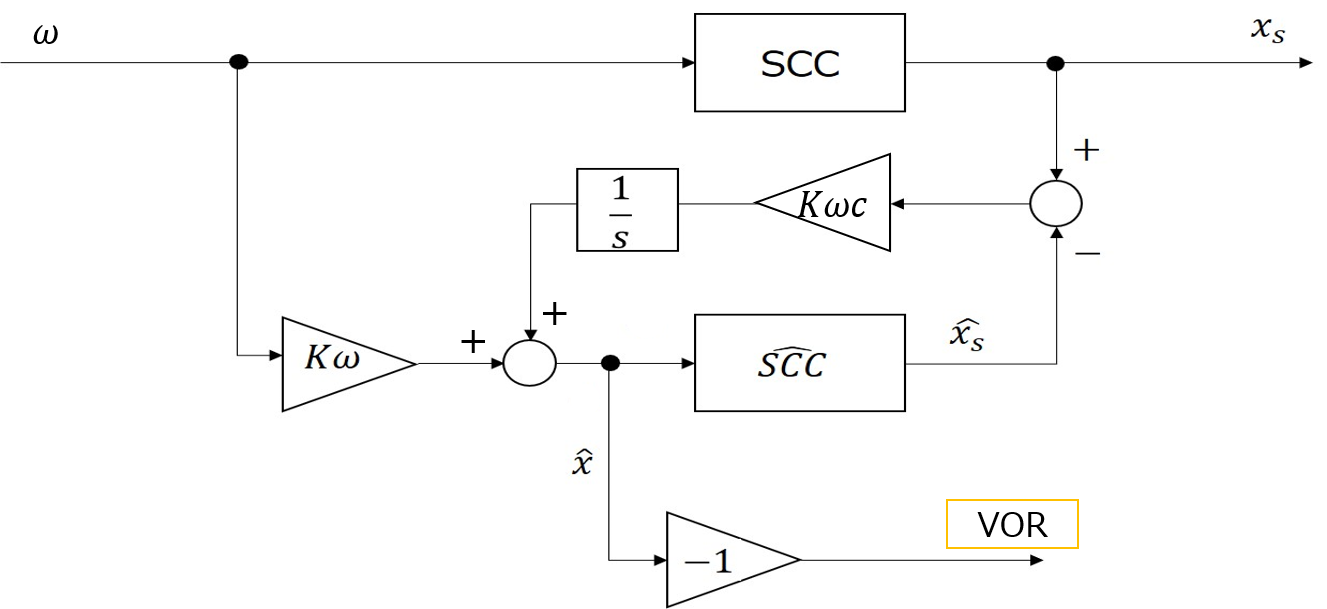 ω
x_s
SCC
+
1/s
Kωc
−
+
+
Kω
\widehat{SCC}
\widehat{x_s}
\hat{x}
VOR
−1